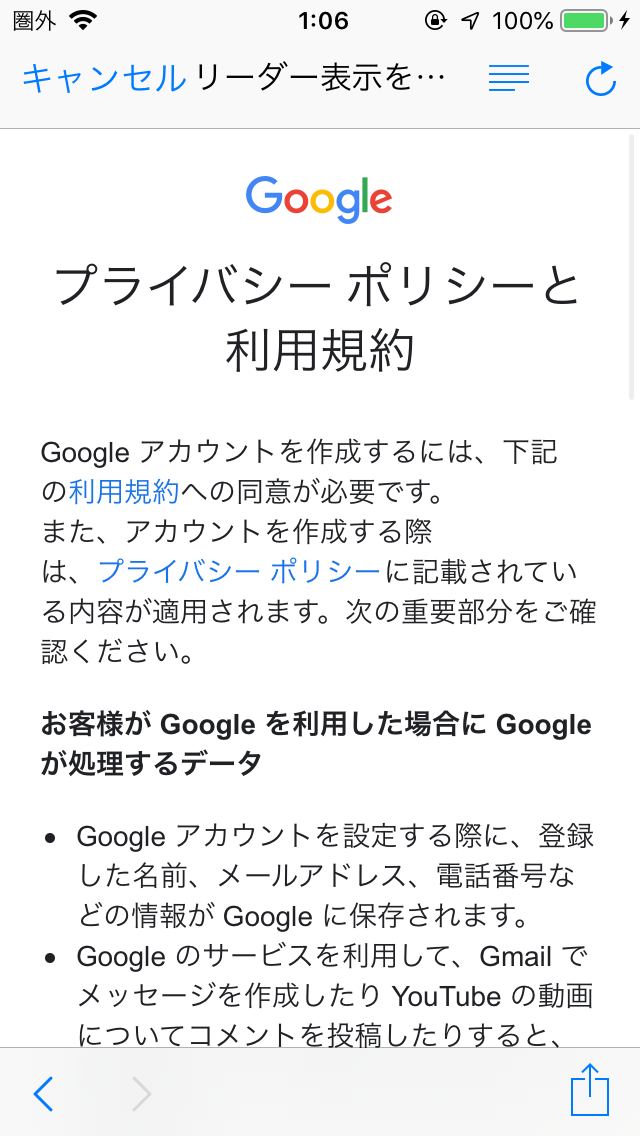 圏外 1:06 100%
キャンセル リーダー表示を…
Google
プライバシー ポリシーと
利用規約
Google アカウントを作成するには、下記
の利用規約への同意が必要です。
また、アカウントを作成する際
は、プライバシー ポリシーに記載されてい
る内容が適用されます。次の重要部分をご確
認ください。
お客様が Google を利用した場合に Google
が処理するデータ
• Google アカウントを設定する際に、登録
した名前、メールアドレス、電話番号な
どの情報が Google に保存されます。
• Google のサービスを利用して、Gmail で
メッセージを作成したり YouTube の動画
についてコメントを投稿したりすると、